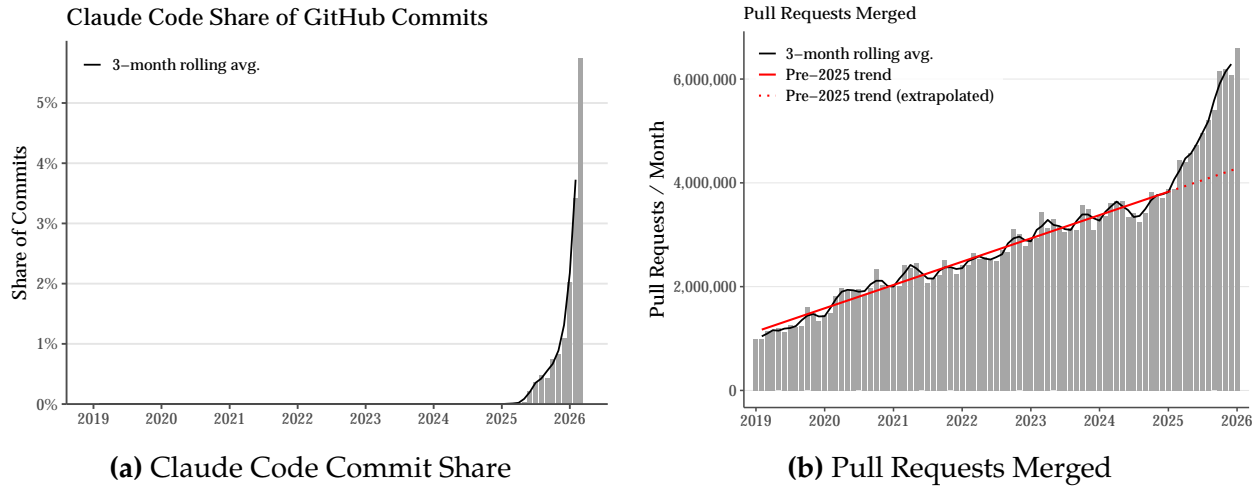 Claude Code Share of GitHub Commits
3−month rolling avg.
Share of Commits
5%
4%
3%
2%
1%
0%
2019 2020 2021 2022 2023 2024 2025 2026
(a) Claude Code Commit Share
Pull Requests Merged
3−month rolling avg.
Pre−2025 trend
Pre−2025 trend (extrapolated)
Pull Requests / Month
6,000,000
4,000,000
2,000,000
0
2019 2020 2021 2022 2023 2024 2025 2026
(b) Pull Requests Merged